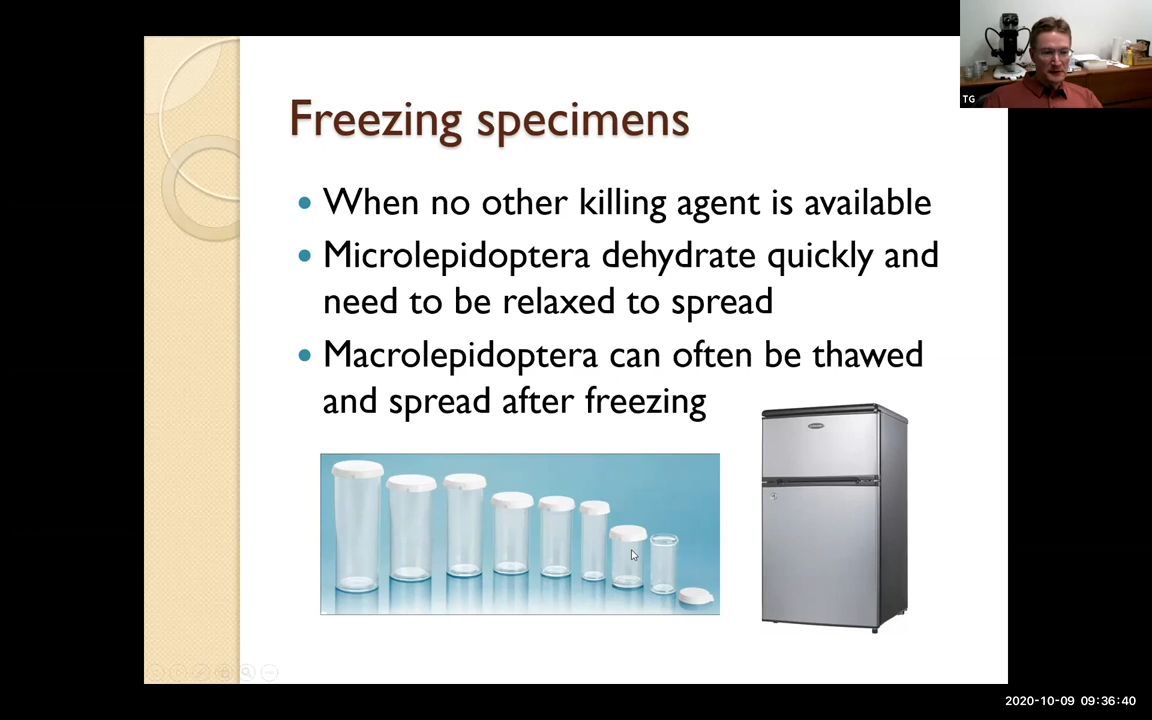 TG
Freezing specimens
• When no other killing agent is available
• Microlepidoptera dehydrate quickly and
need to be relaxed to spread
• Macrolepidoptera can often be thawed
and spread after freezing
2020-10-09 09:36:40